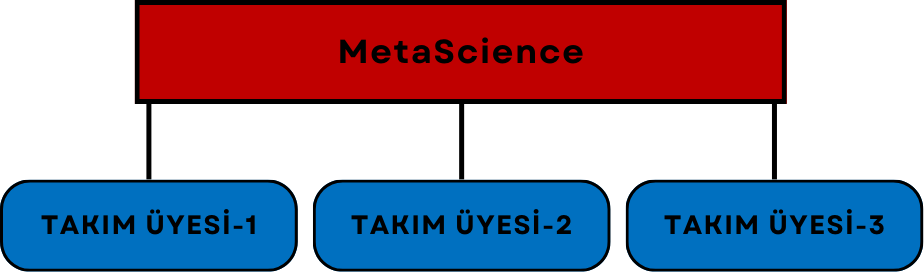 MetaScience
TAKIM ÜYESİ-1
TAKIM ÜYESİ-2
TAKIM ÜYESİ-3